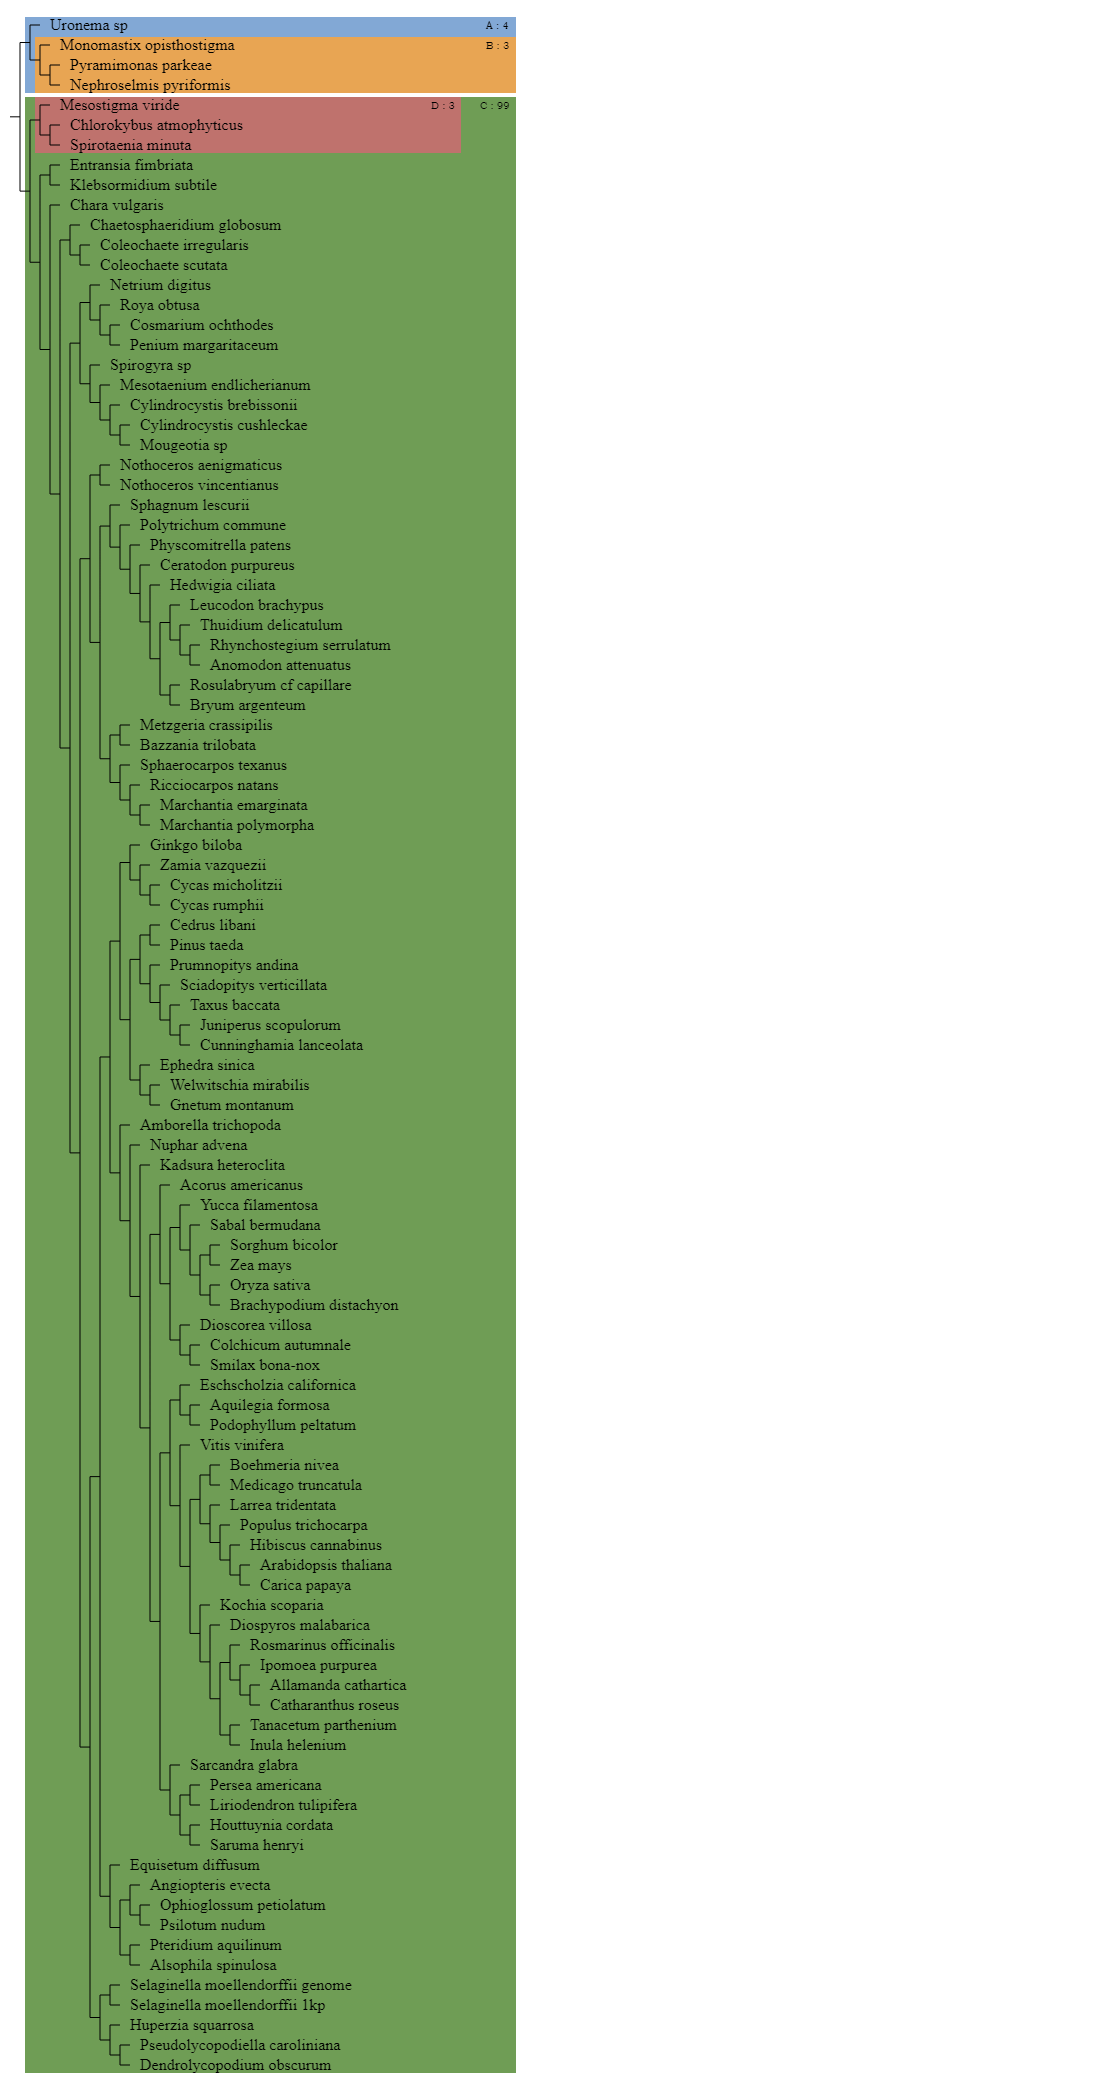 Uronema sp A : 4
Monomastix opisthostigma B : 3
Pyramimonas parkeae
Nephroselmis pyriformis
Mesostigma viride D : 3 C : 99
Chlorokybus atmophyticus
Spirotaenia minuta
Entransia fimbriata
Klebsormidium subtile
Chara vulgaris
Chaetosphaeridium globosum
Coleochaete irregularis
Coleochaete scutata
Netrium digitus
Roya obtusa
Cosmarium ochthodes
Penium margaritaceum
Spirogyra sp
Mesotaenium endlicherianum
Cylindrocystis brebissonii
Cylindrocystis cushleckae
Mougeotia sp
Nothoceros aenigmaticus
Nothoceros vincentianus
Sphagnum lescurii
Polytrichum commune
Physcomitrella patens
Ceratodon purpureus
Hedwigia ciliata
Leucodon brachypus
Thuidium delicatulum
Rhynchostegium serrulatum
Anomodon attenuatus
Rosulabryum cf capillare
Bryum argenteum
Metzgeria crassipilis
Bazzania trilobata
Sphaerocarpos texanus
Ricciocarpos natans
Marchantia emarginata
Marchantia polymorpha
Ginkgo biloba
Zamia vazquezii
Cycas micholitzii
Cycas rumphii
Cedrus libani
Pinus taeda
Prumnopitys andina
Sciadopitys verticillata
Taxus baccata
Juniperus scopulorum
Cunninghamia lanceolata
Ephedra sinica
Welwitschia mirabilis
Gnetum montanum
Amborella trichopoda
Nuphar advena
Kadsura heteroclita
Acorus americanus
Yucca filamentosa
Sabal bermudana
Sorghum bicolor
Zea mays
Oryza sativa
Brachypodium distachyon
Dioscorea villosa
Colchicum autumnale
Smilax bona-nox
Eschscholzia californica
Aquilegia formosa
Podophyllum peltatum
Vitis vinifera
Boehmeria nivea
Medicago truncatula
Larrea tridentata
Populus trichocarpa
Hibiscus cannabinus
Arabidopsis thaliana
Carica papaya
Kochia scoparia
Diospyros malabarica
Rosmarinus officinalis
Ipomoea purpurea
Allamanda cathartica
Catharanthus roseus
Tanacetum parthenium
Inula helenium
Sarcandra glabra
Persea americana
Liriodendron tulipifera
Houttuynia cordata
Saruma henryi
Equisetum diffusum
Angiopteris evecta
Ophioglossum petiolatum
Psilotum nudum
Pteridium aquilinum
Alsophila spinulosa
Selaginella moellendorffii genome
Selaginella moellendorffii 1kp
Huperzia squarrosa
Pseudolycopodiella caroliniana
Dendrolycopodium obscurum